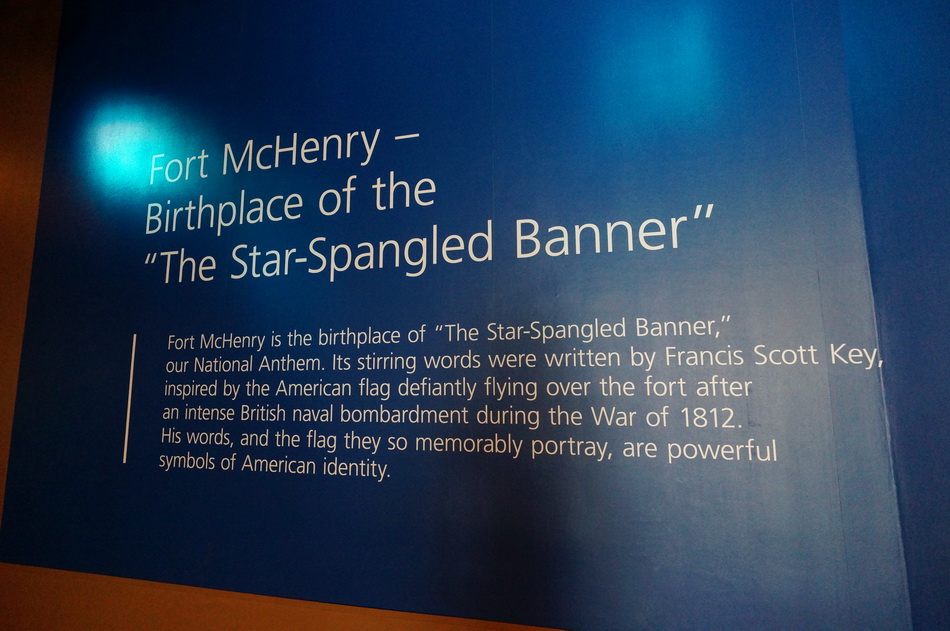 Fort McHenry –
Birthplace of the
“The Star-Spangled Banner”
Fort McHenry is the birthplace of “The Star-Spangled Banner,”
our National Anthem. Its stirring words were written by Francis Scott Key,
inspired by the American flag defiantly flying over the fort after
an intense British naval bombardment during the War of 1812.
His words, and the flag they so memorably portray, are powerful
symbols of American identity.